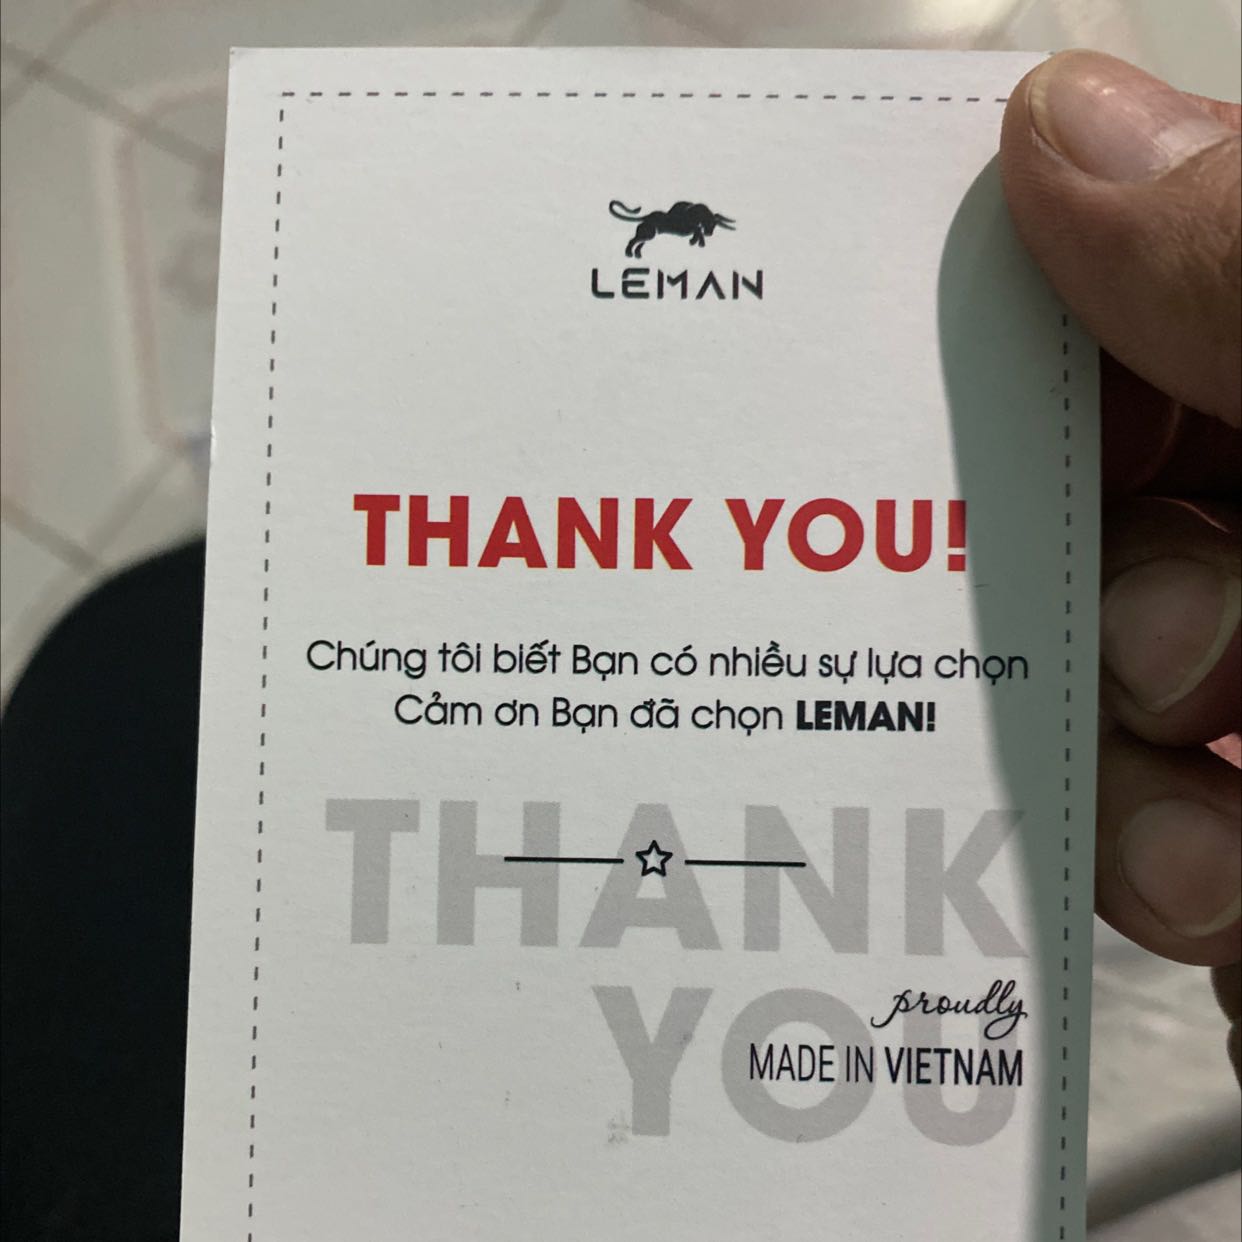 LEMAN
THANK YOU!
Chúng tôi biết Bạn có nhiều sự lựa chọn
Cảm ơn Bạn đã chọn LEMAN!
THANK
YOU
proudly
MADE IN VIETNAM